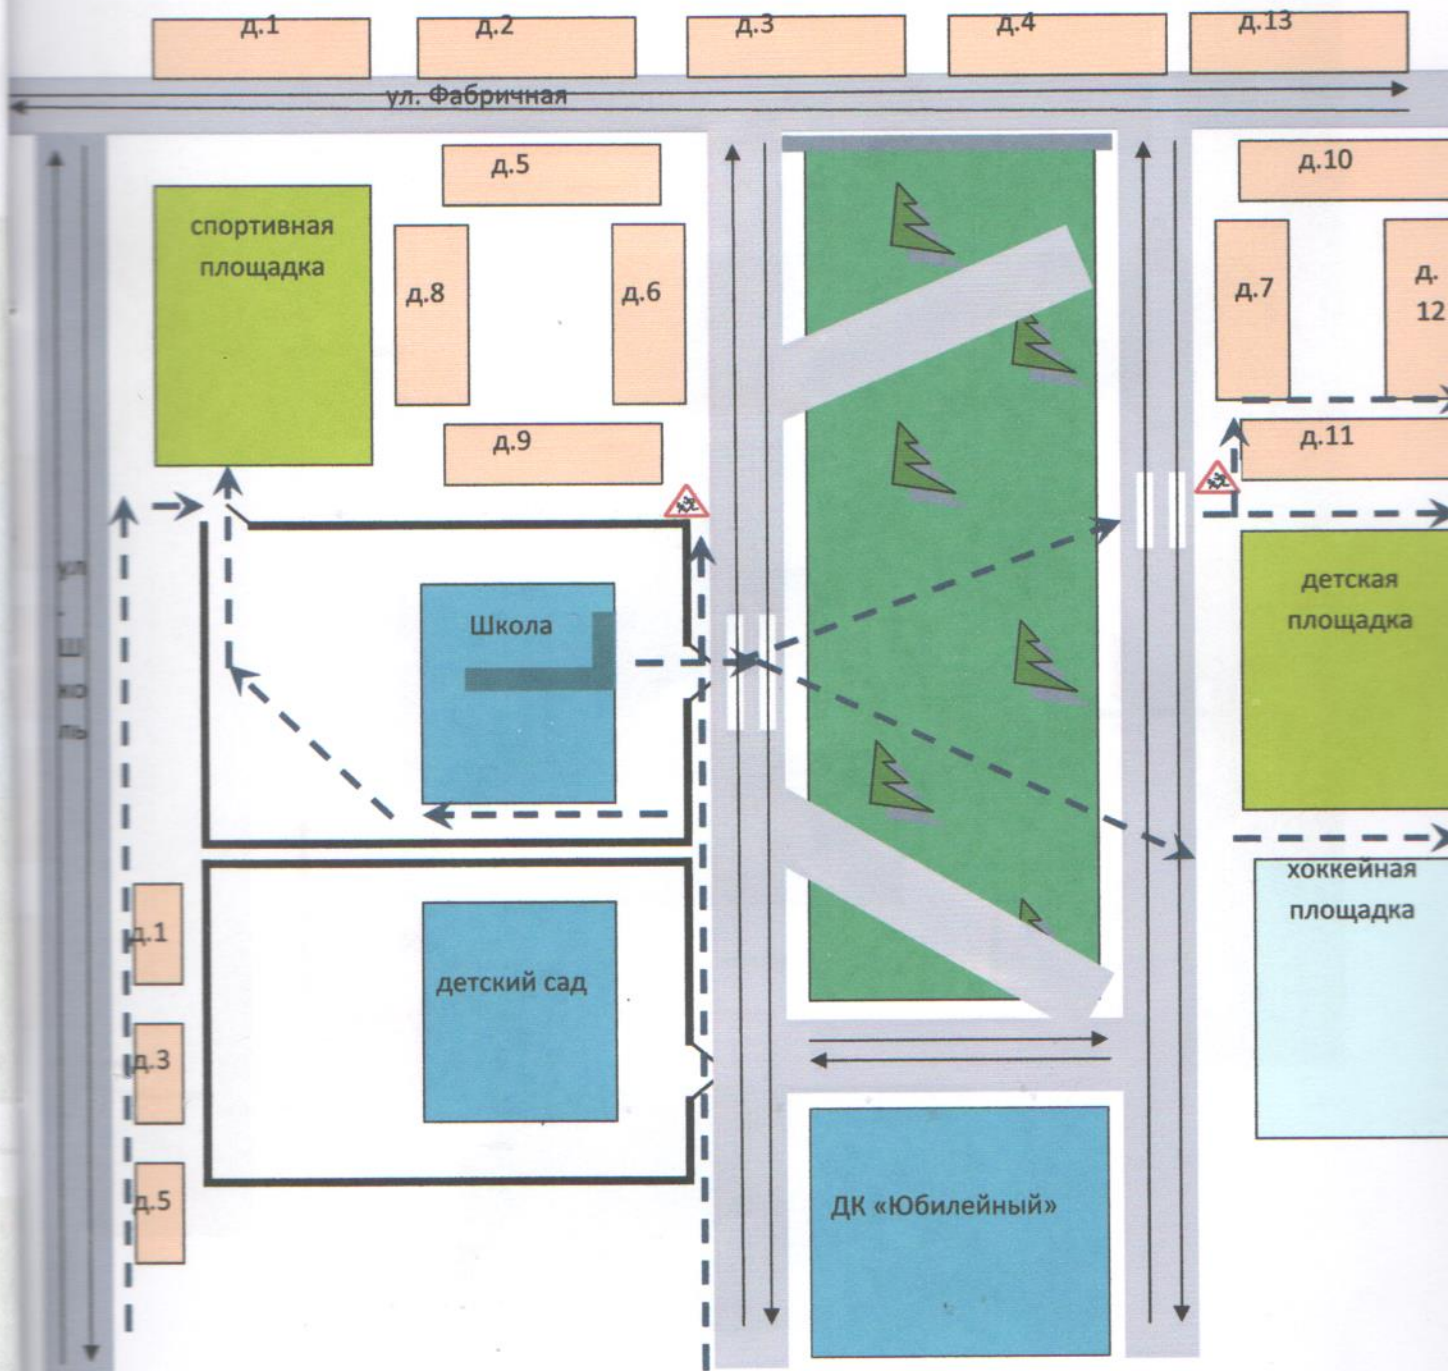 д.1
д.2
д.3
д.4
д.13
ул. Фабричная
д.5
д.10
спортивная
площадка
д.8
д.6
д.7
д.
12
д.9
д.11
Школа
детская
площадка
хоккейная
площадка
д.1
детский сад
д.3
д.5
ДК «Юбилейный»